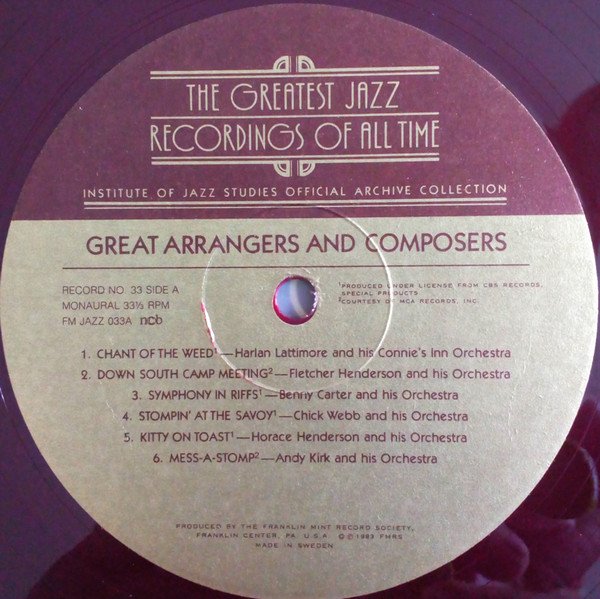 THE GREATEST JAZZ
RECORDINGS OF ALL TIME
INSTITUTE OF JAZZ STUDIES OFFICIAL ARCHIVE COLLECTION
GREAT ARRANGERS AND COMPOSERS
RECORD NO. 33 SIDE A
MONAURAL 33⅓ RPM
FM JAZZ 033A ncb
¹PRODUCED UNDER LICENSE FROM CBS RECORDS,
SPECIAL PRODUCTS
²COURTESY OF MCA RECORDS, INC.
1. CHANT OF THE WEED¹—Harlan Lattimore and his Connie's Inn Orchestra
2. DOWN SOUTH CAMP MEETING²—Fletcher Henderson and his Orchestra
3. SYMPHONY IN RIFFS¹—Benny Carter and his Orchestra
4. STOMPIN' AT THE SAVOY¹—Chick Webb and his Orchestra
5. KITTY ON TOAST¹—Horace Henderson and his Orchestra
6. MESS-A-STOMP²—Andy Kirk and his Orchestra
PRODUCED BY THE FRANKLIN MINT RECORD SOCIETY,
FRANKLIN CENTER, PA. U.S.A. ©℗1983 FMRS
MADE IN SWEDEN